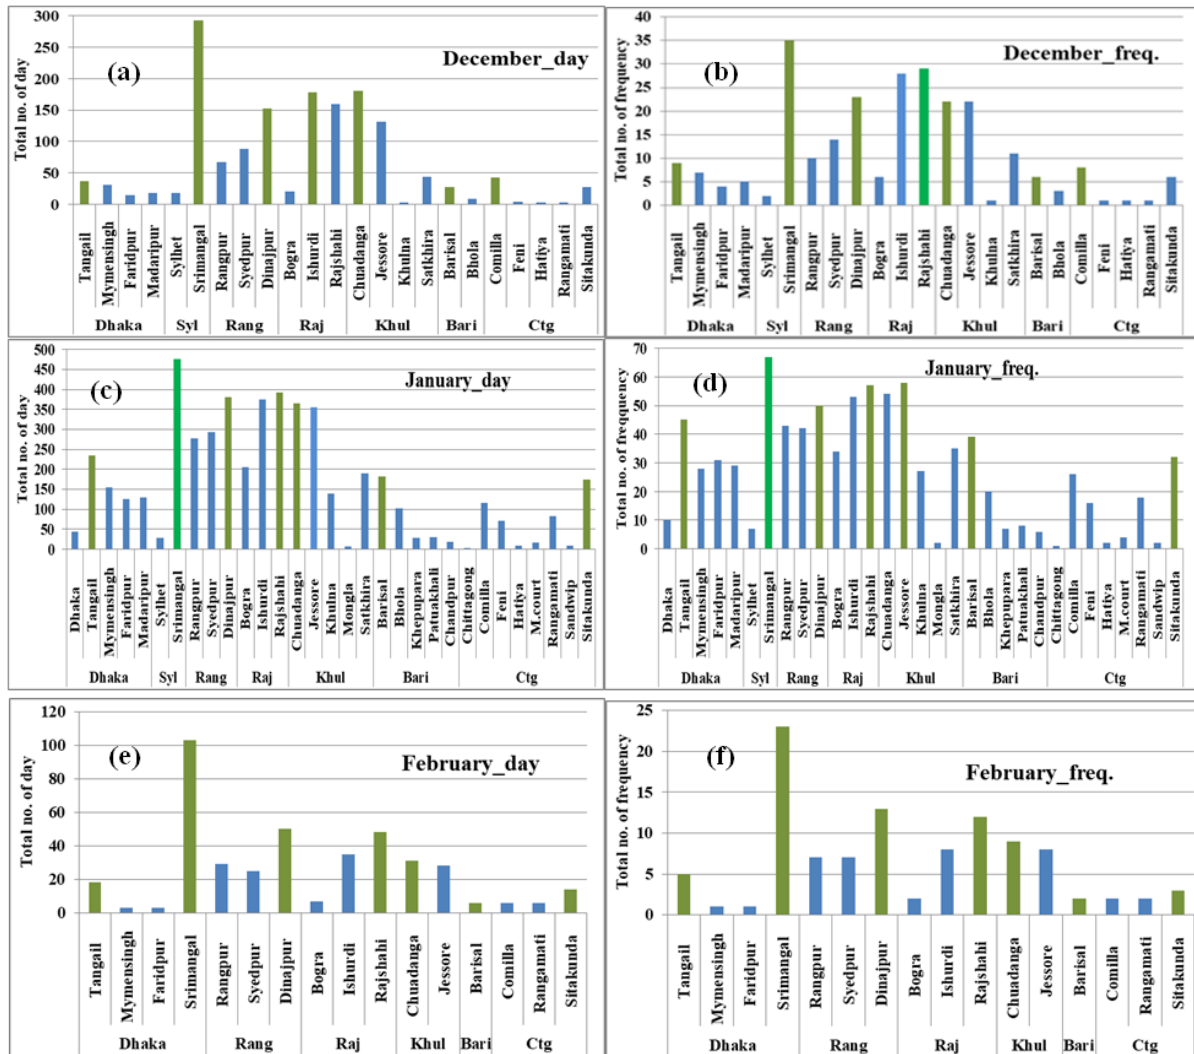 (a)
December_day
Total no. of day
300
250
200
150
100
50
0
Tangail
Mymensingh
Faridpur
Madaripur
Sylhet
Srimangal
Rangpur
Syedpur
Dinajpur
Bogra
Ishurdi
Rajshahi
Chuadanga
Jessore
Khulna
Satkhira
Barisal
Bhola
Comilla
Feni
Hatiya
Rangamati
Sitakunda
Dhaka Syl Rang Raj Khul Bari Ctg
(b)
December_freq.
Total no. of frequency
40
35
30
25
20
15
10
5
0
Tangail
Mymensingh
Faridpur
Madaripur
Sylhet
Srimangal
Rangpur
Syedpur
Dinajpur
Bogra
Ishurdi
Rajshahi
Chuadanga
Jessore
Khulna
Satkhira
Barisal
Bhola
Comilla
Feni
Hatiya
Rangamati
Sitakunda
Dhaka Syl Rang Raj Khul Bari Ctg
(c)
January_day
Total no. of day
500
450
400
350
300
250
200
150
100
50
0
Dhaka
Tangail
Mymensingh
Faridpur
Madaripur
Sylhet
Srimangal
Rangpur
Syedpur
Dinajpur
Bogra
Ishurdi
Rajshahi
Chuadanga
Jessore
Khulna
Mongla
Satkhira
Barisal
Bhola
Khepupara
Patuakhali
Chandpur
Chittagong
Comilla
Feni
Hatiya
M.court
Rangamati
Sandvip
Sitakunda
Dhaka Syl Rang Raj Khul Bari Ctg
(d)
January_freq.
Total no. of freqquency
70
60
50
40
30
20
10
0
Dhaka
Tangail
Mymensingh
Faridpur
Madaripur
Sylhet
Srimangal
Rangpur
Syedpur
Dinajpur
Bogra
Ishurdi
Rajshahi
Chuadanga
Jessore
Khulna
Mongla
Satkhira
Barisal
Bhola
Khepupara
Patuakhali
Chandpur
Chittagong
Comilla
Feni
Hatiya
M.court
Rangamati
Sandvip
Sitakunda
Dhaka Syl Rang Raj Khul Bari Ctg
(e)
February_day
Total no. of day
120
100
80
60
40
20
0
Tangail
Mymensingh
Faridpur
Srimangal
Rangpur
Syedpur
Dinajpur
Bogra
Ishurdi
Rajshahi
Chuadanga
Jessore
Barisal
Comilla
Rangamati
Sitakunda
Dhaka Rang Raj Khul Bari Ctg
(f)
February_freq.
Total no. of frequency
25
20
15
10
5
0
Tangail
Mymensingh
Faridpur
Srimangal
Rangpur
Syedpur
Dinajpur
Bogra
Ishurdi
Rajshahi
Chuadanga
Jessore
Barisal
Comilla
Rangamati
Sitakunda
Dhaka Rang Raj Khul Bari Ctg